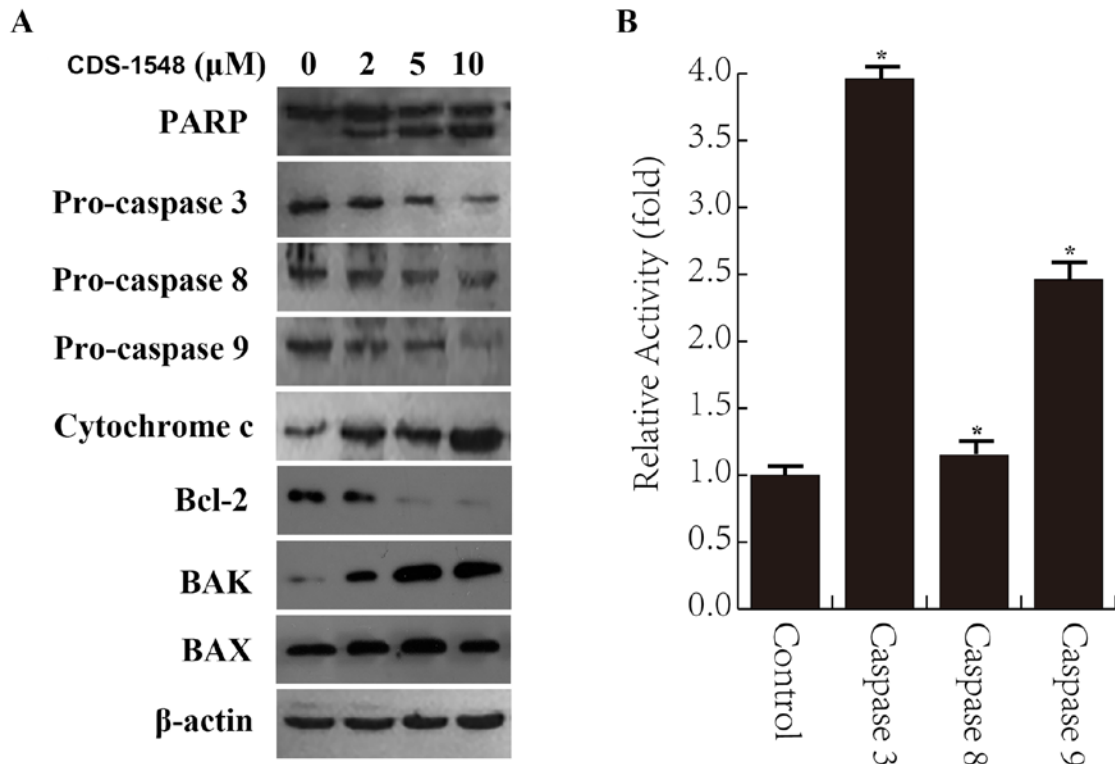 A
CDS-1548 (μM) 0 2 5 10
PARP
Pro-caspase 3
Pro-caspase 8
Pro-caspase 9
Cytochrome c
Bcl-2
BAK
BAX
β-actin
B
Relative Activity (fold)
4.0
3.5
3.0
2.5
2.0
1.5
1.0
0.5
0.0
*
*
*
Control
Caspase 3
Caspase 8
Caspase 9